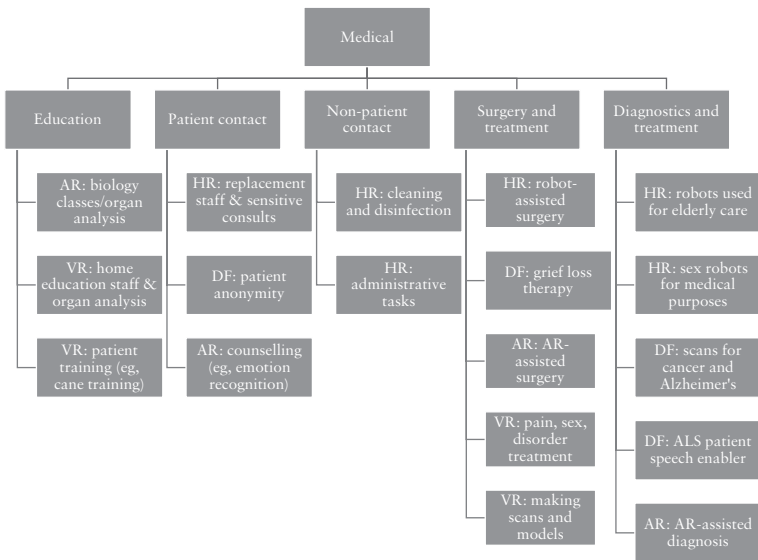 Medical
Education
Patient contact
Non-patient
contact
Surgery and
treatment
Diagnostics and
treatment
AR: biology
classes/organ
analysis
VR: home
education staff &
organ analysis
VR: patient
training (eg,
cane training)
HR: replacement
staff & sensitive
consults
DF: patient
anonymity
AR: counselling
(eg, emotion
recognition)
HR: cleaning
and disinfection
HR:
administrative
tasks
HR: robot-
assisted
surgery
DF: grief loss
therapy
AR: AR-
assisted
surgery
VR: pain, sex,
disorder
treatment
VR: making
scans and
models
HR: robots used
for elderly care
HR: sex robots
for medical
purposes
DF: scans for
cancer and
Alzheimer's
DF: ALS patient
speech enabler
AR: AR-assisted
diagnosis